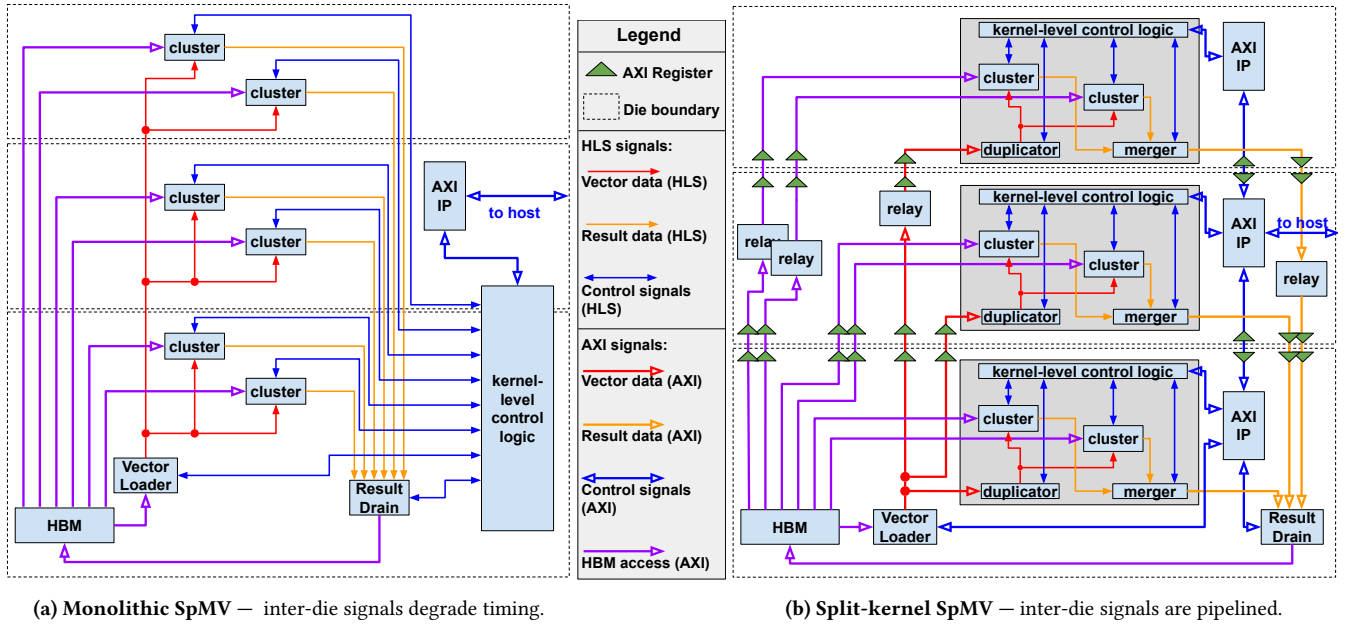 cluster
cluster
cluster
cluster
cluster
cluster
AXI
IP
to host
kernel-
level
control
logic
Vector
Loader
Result
Drain
HBM
(a) Monolithic SpMV — inter-die signals degrade timing.
Legend
AXI Register
Die boundary
HLS signals:
Vector data (HLS)
Result data (HLS)
Control signals
(HLS)
AXI signals:
Vector data (AXI)
Result data (AXI)
Control signals
(AXI)
HBM access (AXI)
kernel-level control logic
cluster
cluster
duplicator
merger
AXI
IP
relay
relay
relay
kernel-level control logic
cluster
cluster
duplicator
merger
AXI
IP
to host
relay
kernel-level control logic
cluster
cluster
duplicator
merger
AXI
IP
HBM
Vector
Loader
Result
Drain
(b) Split-kernel SpMV — inter-die signals are pipelined.